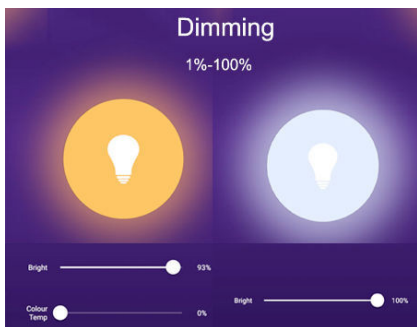 Dimming
1%-100%
Bright 93%
Colour
Temp 0%
Bright 100%